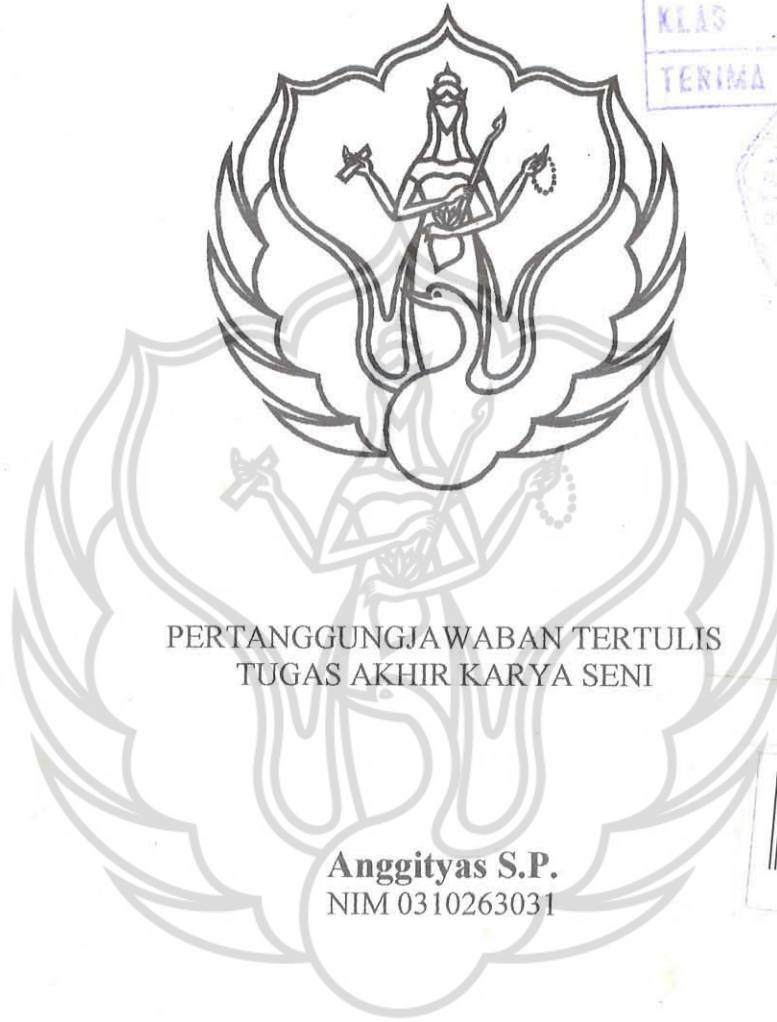 KLAS
TERIMA
PERTANGGUNGJAWABAN TERTULIS
TUGAS AKHIR KARYA SENI
Anggityas S.P.
NIM 0310263031